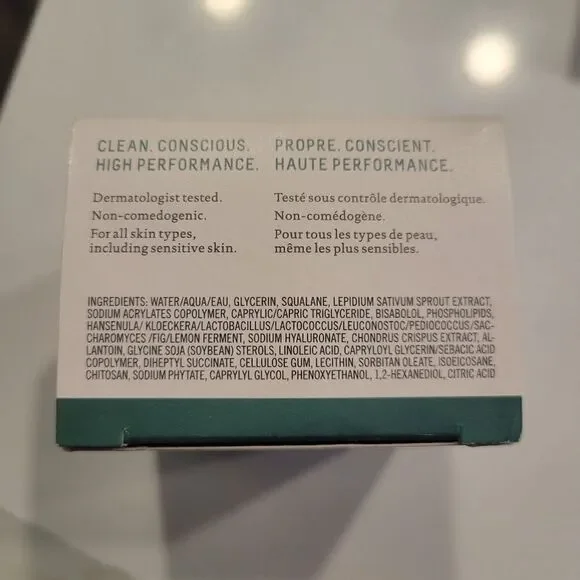 CLEAN. CONSCIOUS.
HIGH PERFORMANCE.
Dermatologist tested.
Non-comedogenic.
For all skin types,
including sensitive skin.
PROPRE. CONSCIENT.
HAUTE PERFORMANCE.
Testé sous contrôle dermatologique.
Non-comédogène.
Pour tous les types de peau,
même les plus sensibles.
INGREDIENTS: WATER/AQUA/EAU, GLYCERIN, SQUALANE, LEPIDIUM SATIVUM SPROUT EXTRACT,
SODIUM ACRYLATES COPOLYMER, CAPRYLIC/CAPRIC TRIGLYCERIDE, BISABOLOL, PHOSPHOLIPIDS,
HANSENULA/ KLOECKERA/LACTOBACILLUS/LACTOCOCCUS/LEUCONOSTOC/PEDIOCOCCUS/SAC-
CHAROMYCES /FIG/LEMON FERMENT, SODIUM HYALURONATE, CHONDRUS CRISPUS EXTRACT, AL-
LANTOIN, GLYCINE SOJA (SOYBEAN) STEROLS, LINOLEIC ACID, CAPRYLOYL GLYCERIN/SEBACIC ACID
COPOLYMER, DIHEPTYL SUCCINATE, CELLULOSE GUM, LECITHIN, SORBITAN OLEATE, ISOEICOSANE,
CHITOSAN, SODIUM PHYTATE, CAPRYLYL GLYCOL, PHENOXYETHANOL, 1,2-HEXANEDIOL, CITRIC ACID